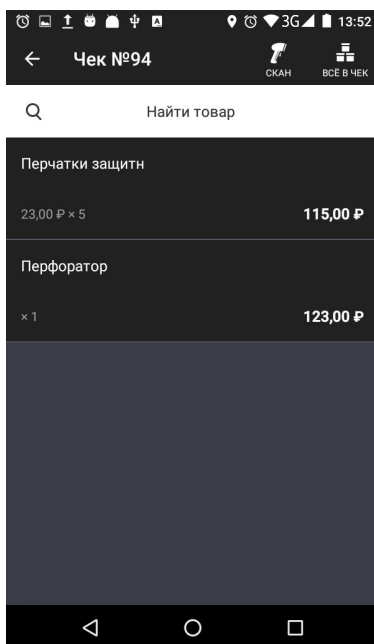 3G 13:52
Чек №94
СКАН
ВСЁ В ЧЕК
Найти товар
Перчатки защитн
23,00 ₽ × 5 115,00 ₽
Перфоратор
× 1 123,00 ₽